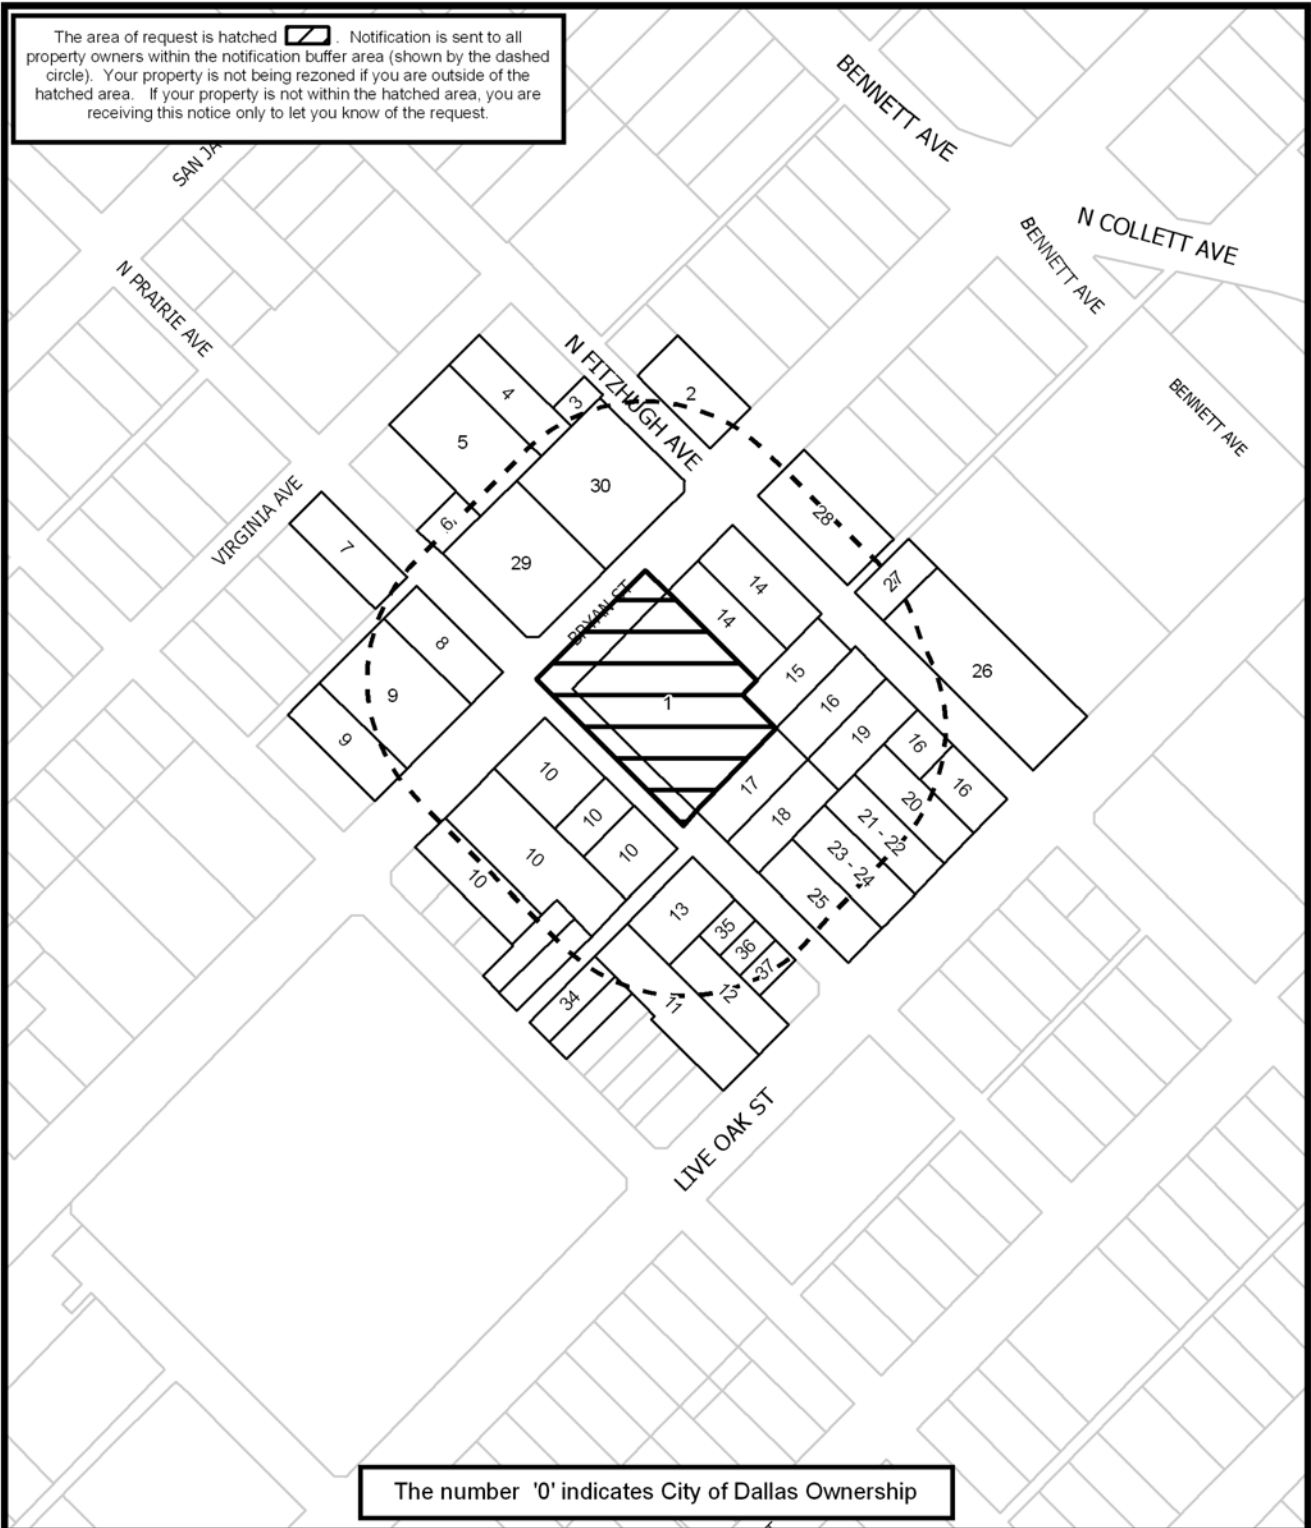 The area of request is hatched . Notification is sent to all
property owners within the notification buffer area (shown by the dashed
circle). Your property is not being rezoned if you are outside of the
hatched area. If your property is not within the hatched area, you are
receiving this notice only to let you know of the request.
BENNETT AVE
SAN JA
N COLLETT AVE
BENNETT AVE
N PRAIRIE AVE
N FITZHUGH AVE
BENNETT AVE
VIRGINIA AVE
BRYAN ST
2
4
3
5
30
28
6
7
29
27
14
14
8
15
26
9
1
16
9
19
16
10
17
16
10
18
20
10
21 - 22
10
23 - 24
10
25
13
35
36
37
34
11
12
LIVE OAK ST
The number '0' indicates City of Dallas Ownership